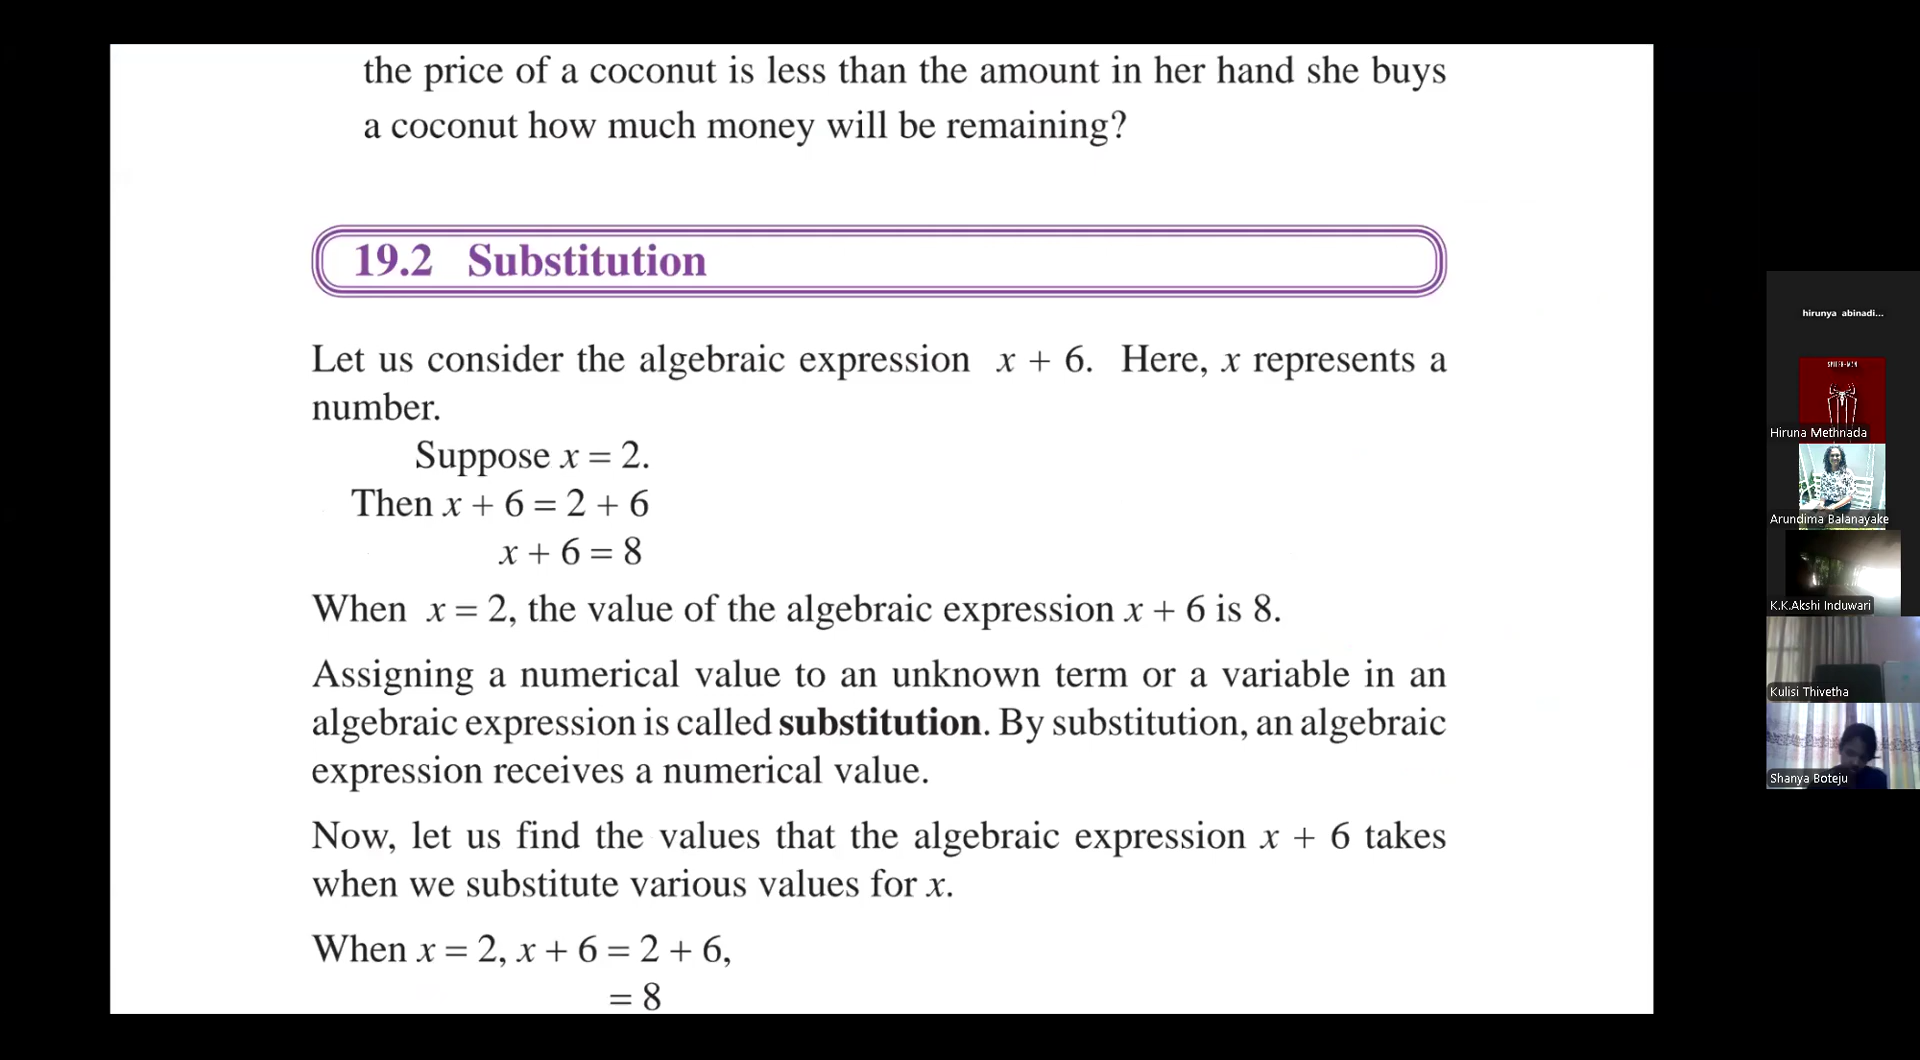 the price of a coconut is less than the amount in her hand she buys
a coconut how much money will be remaining?
19.2 Substitution
Let us consider the algebraic expression x + 6. Here, x represents a
number.
Suppose x = 2.
Then x + 6 = 2 + 6
x + 6 = 8
When x = 2, the value of the algebraic expression x + 6 is 8.
Assigning a numerical value to an unknown term or a variable in an
algebraic expression is called substitution. By substitution, an algebraic
expression receives a numerical value.
Now, let us find the values that the algebraic expression x + 6 takes
when we substitute various values for x.
When x = 2, x + 6 = 2 + 6,
= 8
hirunya abinadi...
SPIDER-MAN
Hiruna Methnada
Arundima Balanayake
K.K.Akshi Induwari
Kulisi Thivetha
Shanya Boteju